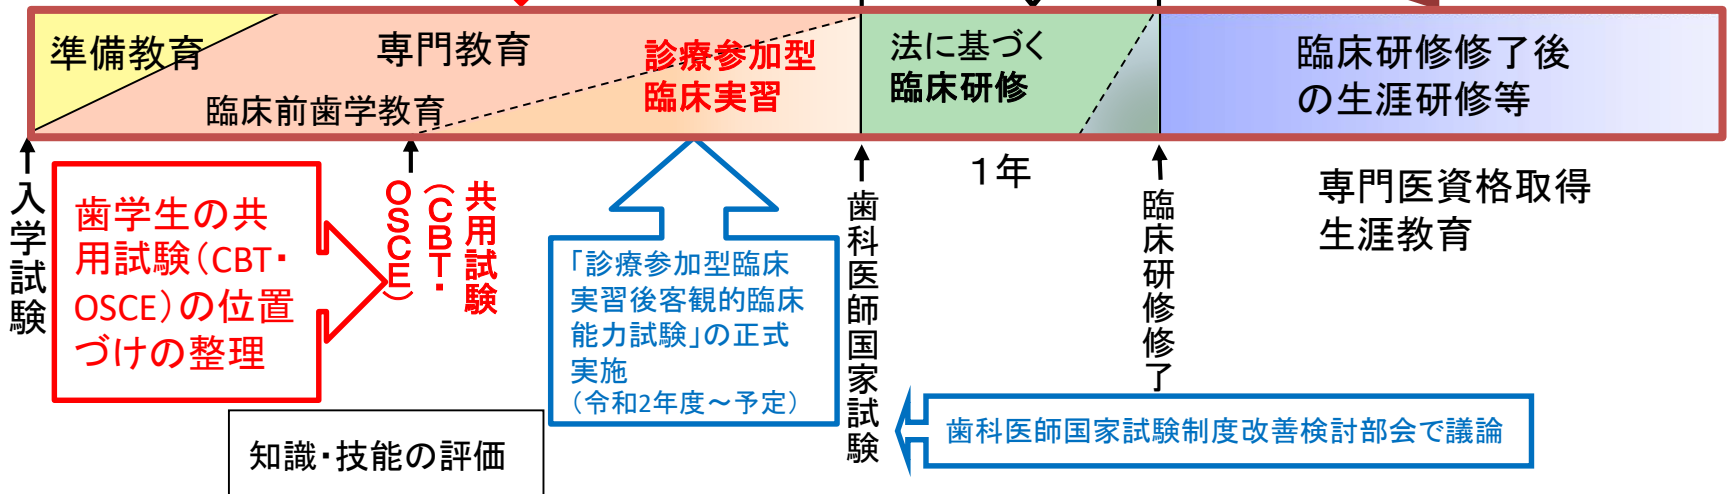 準備教育
専門教育
臨床前歯学教育
診療参加型
臨床実習
法に基づく
臨床研修
臨床研修修了後
の生涯研修等
入学試験
歯学生の共
用試験(CBT・
OSCE)の位置
づけの整理
共用試験
(CBT・
OSCE)
「診療参加型臨床
実習後客観的臨床
能力試験」の正式
実施
(令和2年度～予定)
歯科医師国家試験
1年
臨床研修修了
専門医資格取得
生涯教育
歯科医師国家試験制度改善検討部会で議論
知識・技能の評価